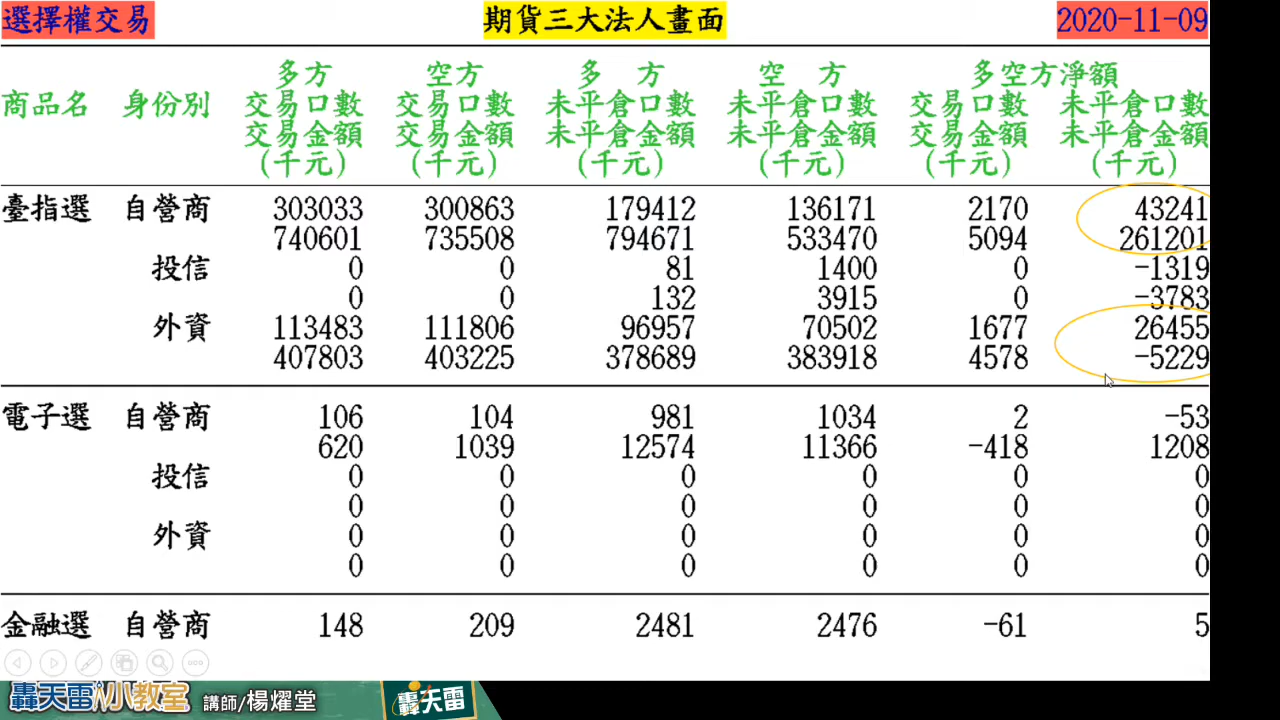 選擇權交易 期貨三大法人畫面 2020-11-09
多方 空方 多 方 空 方 多空方淨額
商品名 身份別 交易口數 交易口數 未平倉口數 未平倉口數 交易口數 未平倉口數
交易金額 交易金額 未平倉金額 未平倉金額 交易金額 未平倉金額
(千元) (千元) (千元) (千元) (千元) (千元)
臺指選 自營商 303033 300863 179412 136171 2170 43241
740601 735508 794671 533470 5094 261201
投信 0 0 81 1400 0 -1319
0 0 132 3915 0 -3783
外資 113483 111806 96957 70502 1677 26455
407803 403225 378689 383918 4578 -5229
電子選 自營商 106 104 981 1034 2 -53
620 1039 12574 11366 -418 1208
投信 0 0 0 0 0 0
0 0 0 0 0 0
外資 0 0 0 0 0 0
0 0 0 0 0 0
金融選 自營商 148 209 2481 2476 -61 5
轟天雷小教室 講師/楊燿堂 轟天雷